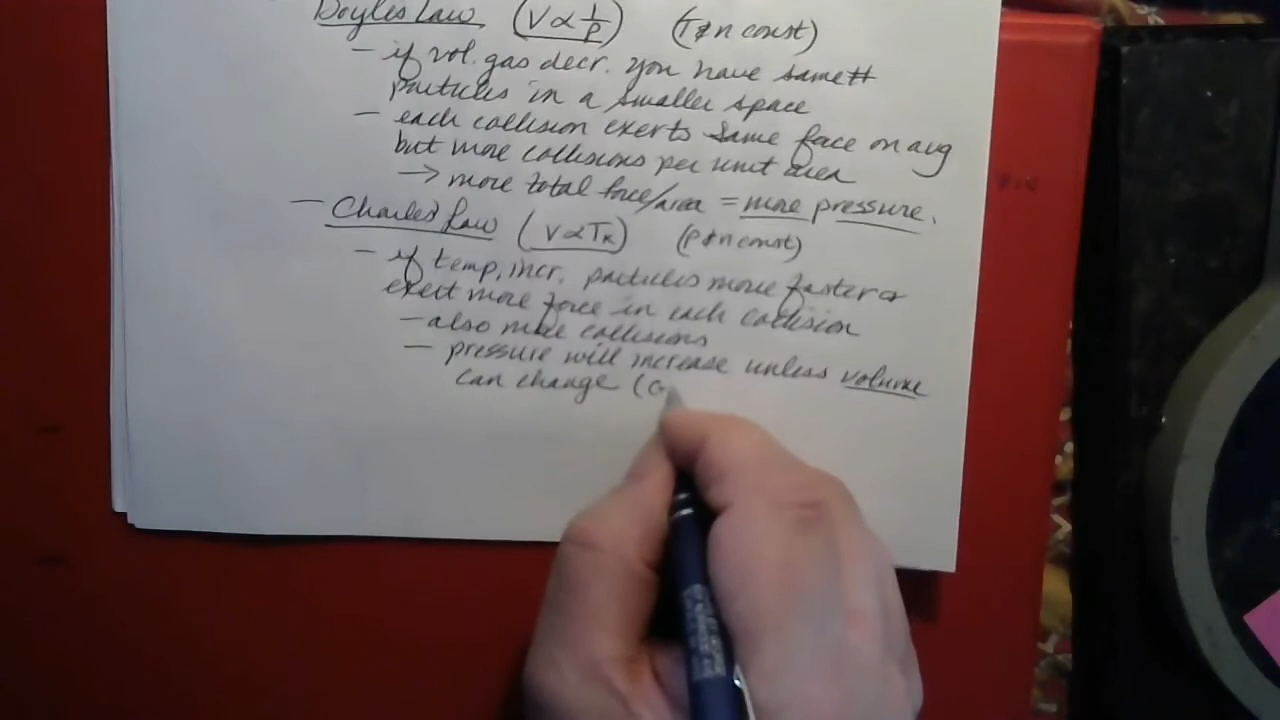 Boyles Law (V ∝ 1/P) (T & n const)
- if vol. gas decr. you have same #
particles in a smaller space
- each collision exerts same force on avg
but more collisions per unit area
→ more total force/area = more pressure.
- Charles' Law (V ∝ TK) (P & n const)
- if temp. incr. particles move faster &
exert more force in each collision
- also more collisions
- pressure will increase unless volume
can change (